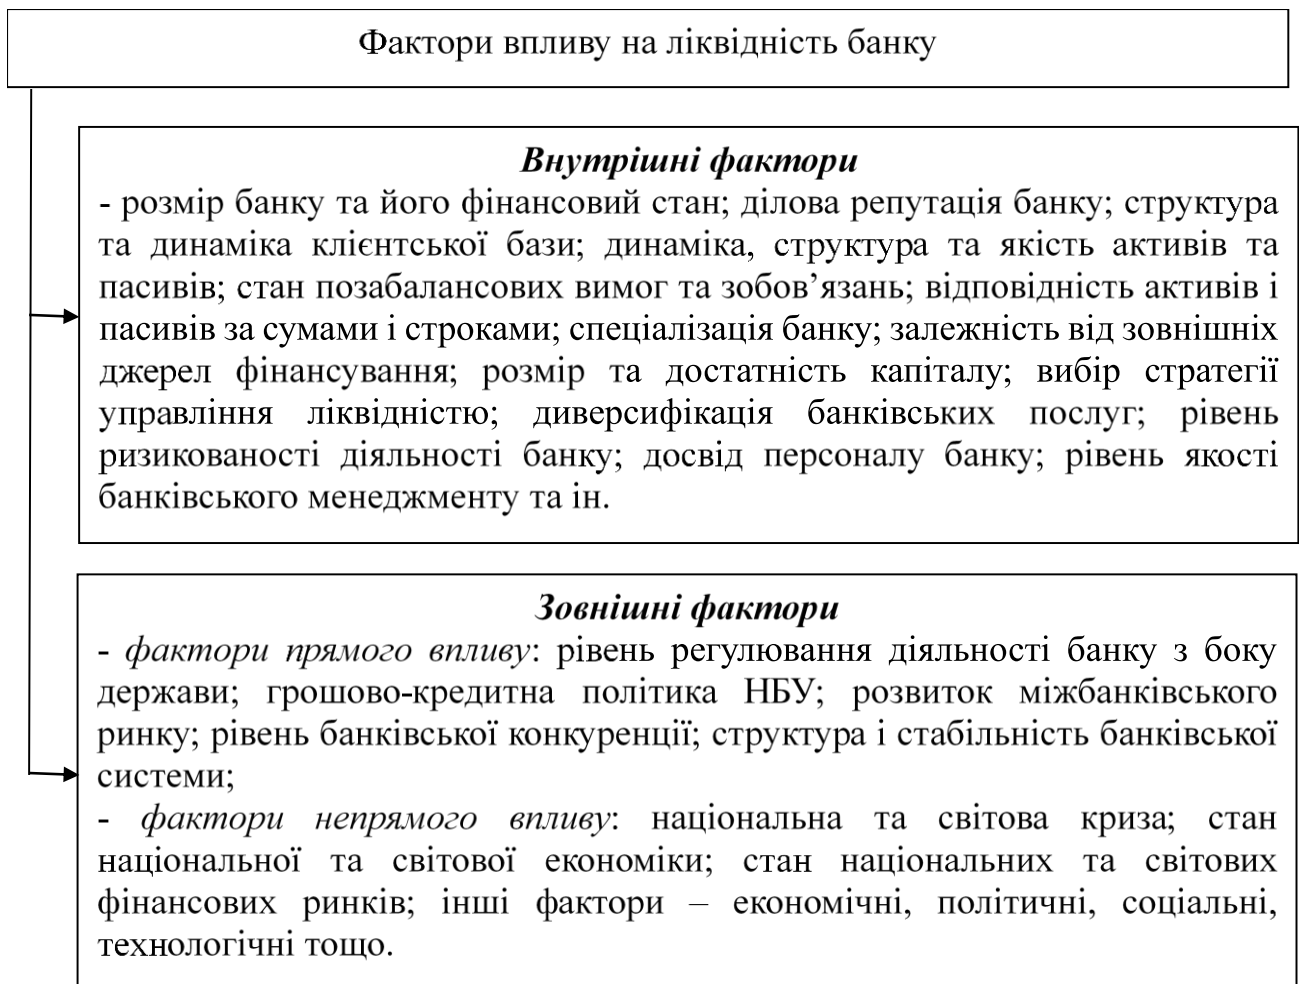 Фактори впливу на ліквідність банку
Внутрішні фактори
- розмір банку та його фінансовий стан; ділова репутація банку; структура
та динаміка клієнтської бази; динаміка, структура та якість активів та
пасивів; стан позабалансових вимог та зобов’язань; відповідність активів і
пасивів за сумами і строками; спеціалізація банку; залежність від зовнішніх
джерел фінансування; розмір та достатність капіталу; вибір стратегії
управління ліквідністю; диверсифікація банківських послуг; рівень
ризикованості діяльності банку; досвід персоналу банку; рівень якості
банківського менеджменту та ін.
Зовнішні фактори
- фактори прямого впливу: рівень регулювання діяльності банку з боку
держави; грошово-кредитна політика НБУ; розвиток міжбанківського
ринку; рівень банківської конкуренції; структура і стабільність банківської
системи;
- фактори непрямого впливу: національна та світова криза; стан
національної та світової економіки; стан національних та світових
фінансових ринків; інші фактори – економічні, політичні, соціальні,
технологічні тощо.